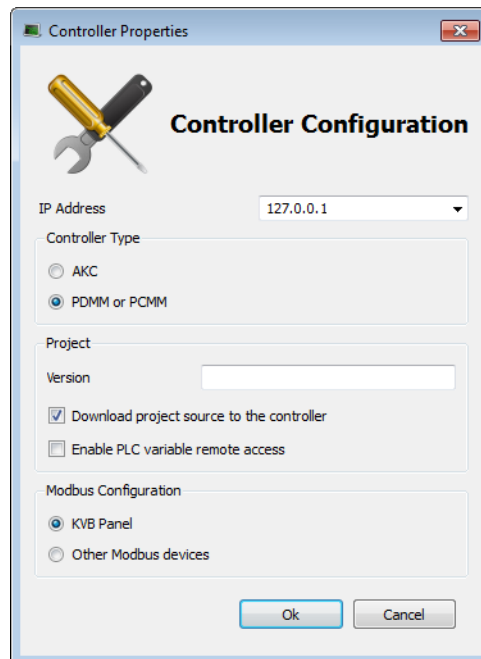 Controller Properties
Controller Configuration
IP Address 127.0.0.1
Controller Type
AKC
PDMM or PCMM
Project
Version
Download project source to the controller
Enable PLC variable remote access
Modbus Configuration
KVB Panel
Other Modbus devices
Ok Cancel